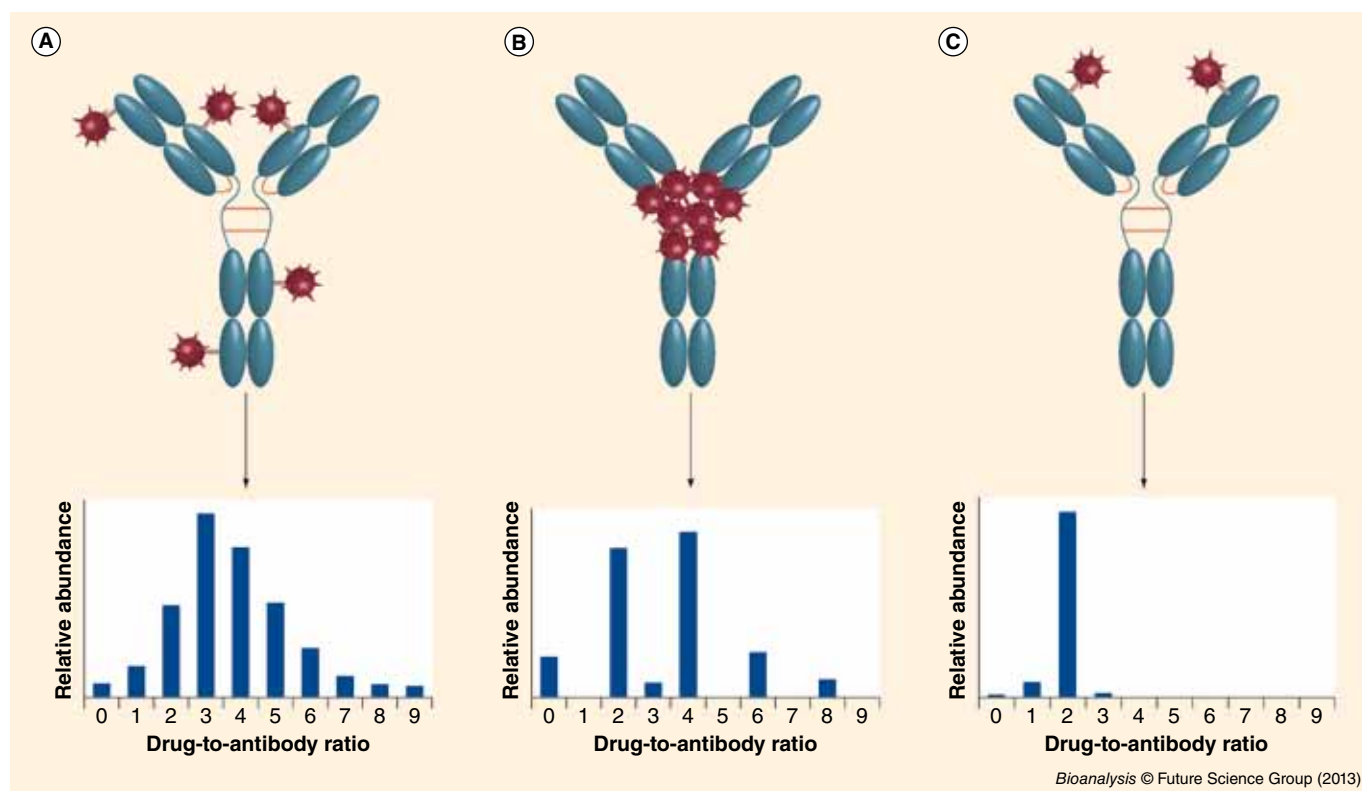 A
B
C
Relative abundance
0 1 2 3 4 5 6 7 8 9
Drug-to-antibody ratio
Relative abundance
0 1 2 3 4 5 6 7 8 9
Drug-to-antibody ratio
Relative abundance
0 1 2 3 4 5 6 7 8 9
Drug-to-antibody ratio
Bioanalysis © Future Science Group (2013)